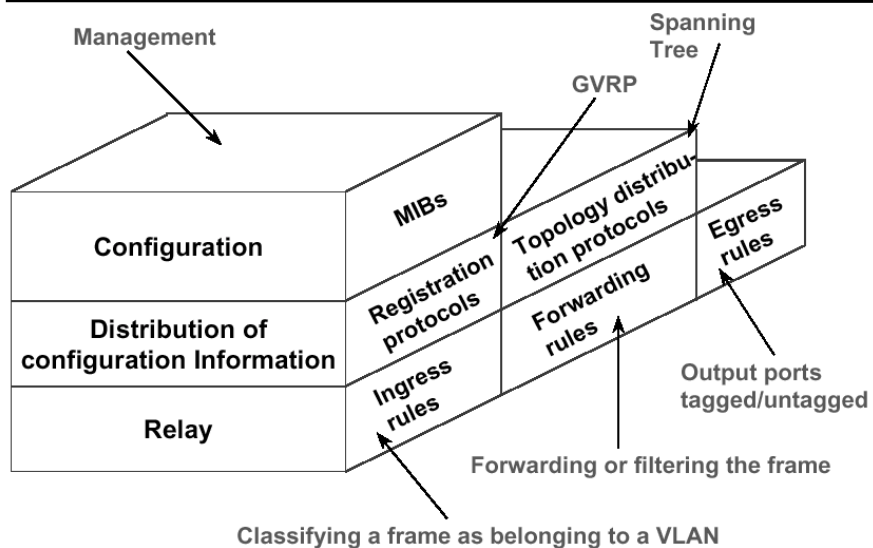 Management
Spanning
Tree
GVRP
MIBs
Configuration
Topology distribu-
tion protocols
Egress
rules
Registration
protocols
Forwarding
rules
Distribution of
configuration Information
Ingress
rules
Relay
Output ports
tagged/untagged
Forwarding or filtering the frame
Classifying a frame as belonging to a VLAN